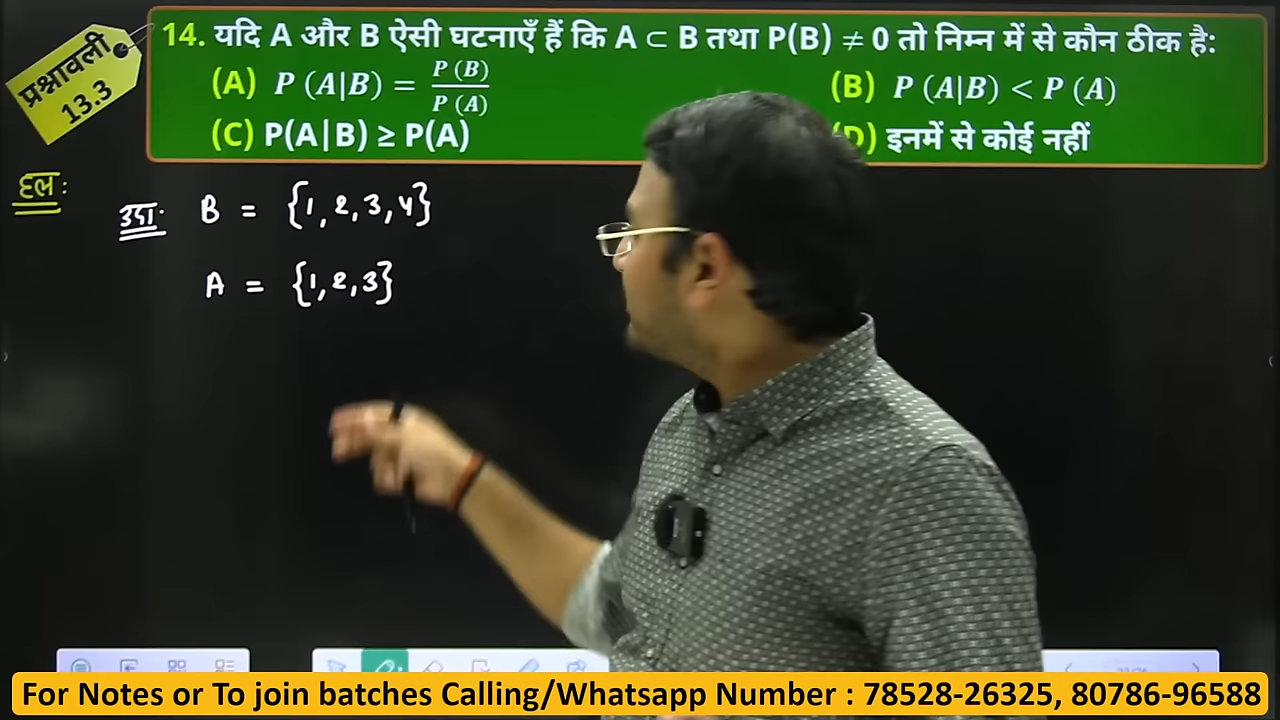 प्रश्नावली
13.3
14. यदि A और B ऐसी घटनाएँ हैं कि A ⊂ B तथा P(B) ≠ 0 तो निम्न में से कौन ठीक है:
(A) P (A|B) = P (B) / P (A)
(B) P (A|B) < P (A)
(C) P(A|B) ≥ P(A)
D) इनमें से कोई नहीं
हल:
उदा. B = {1, 2, 3, 4}
A = {1, 2, 3}
For Notes or To join batches Calling/Whatsapp Number : 78528-26325, 80786-96588